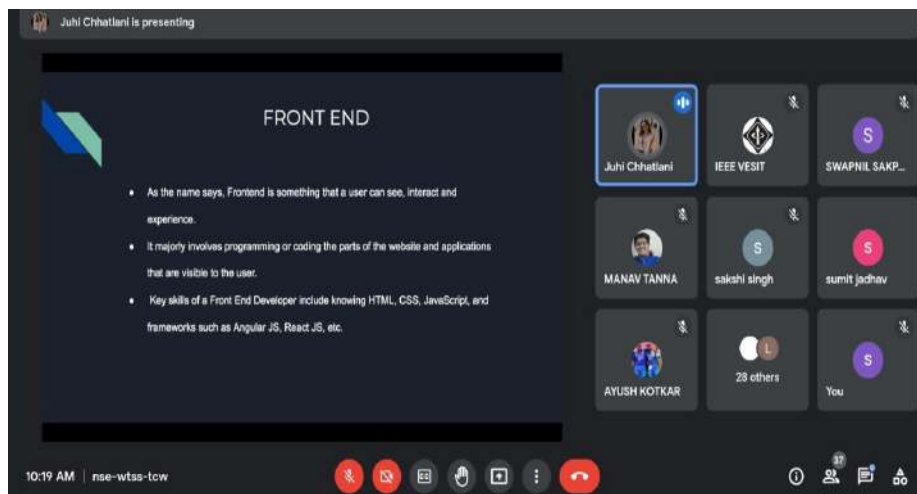 Juhi Chhatlani is presenting
FRONT END
• As the name says, Frontend is something that a user can see, interact and
experience.
• It majorly involves programming or coding the parts of the website and applications
that are visible to the user.
• Key skills of a Front End Developer include knowing HTML, CSS, JavaScript, and
frameworks such as Angular JS, React JS, etc.
Juhi Chhatlani
IEEE VESIT
S
SWAPNIL SAKP...
MANAV TANNA
S
sakshi singh
S
sumit jadhav
AYUSH KOTKAR
L
28 others
S
You
10:19 AM | nse-wtss-tcw
37